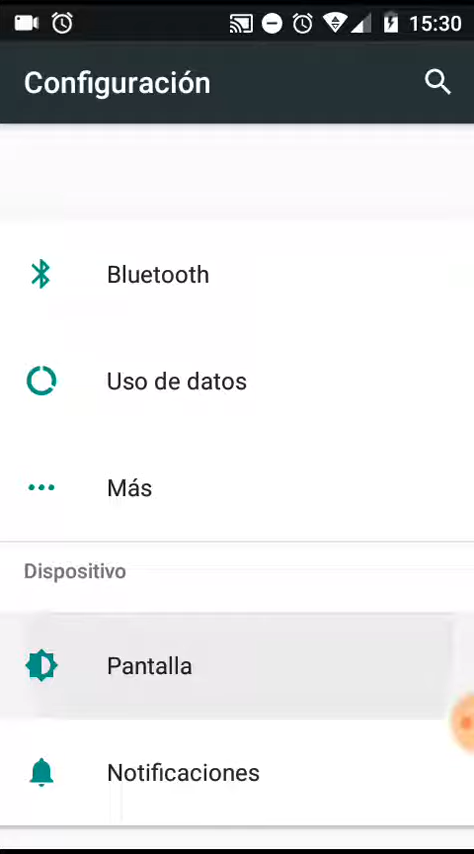 15:30
Configuración
Bluetooth
Uso de datos
Más
Dispositivo
Pantalla
Notificaciones